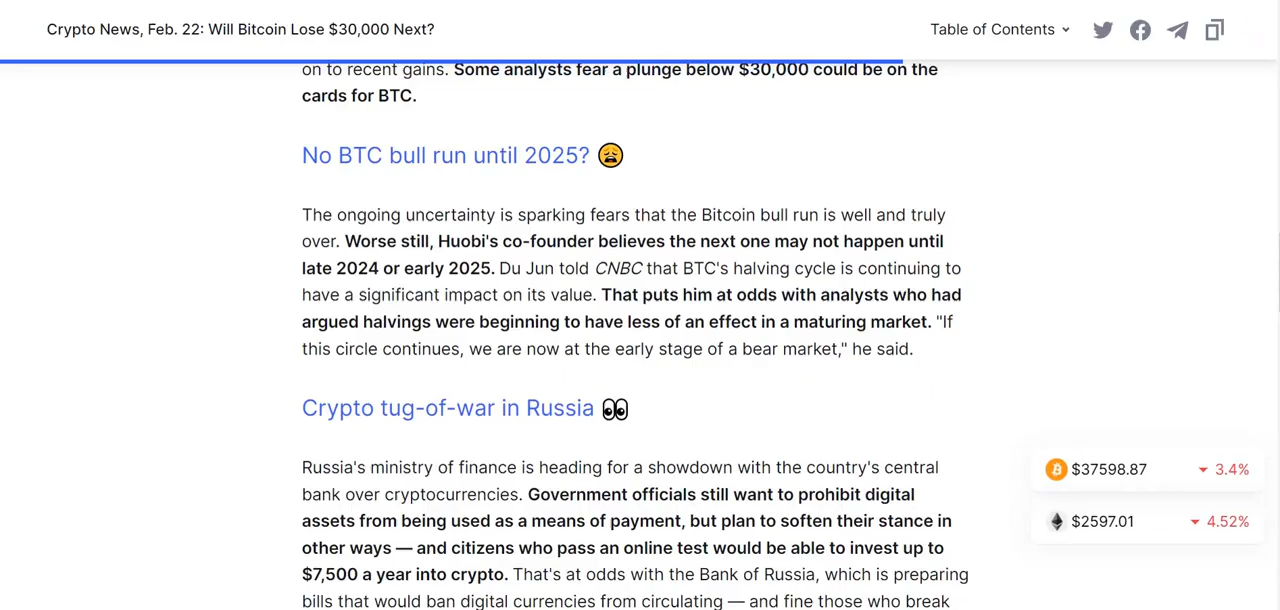 Crypto News, Feb. 22: Will Bitcoin Lose $30,000 Next?
Table of Contents
on to recent gains. Some analysts fear a plunge below $30,000 could be on the
cards for BTC.
No BTC bull run until 2025? 😩
The ongoing uncertainty is sparking fears that the Bitcoin bull run is well and truly
over. Worse still, Huobi's co-founder believes the next one may not happen until
late 2024 or early 2025. Du Jun told CNBC that BTC's halving cycle is continuing to
have a significant impact on its value. That puts him at odds with analysts who had
argued halvings were beginning to have less of an effect in a maturing market. "If
this circle continues, we are now at the early stage of a bear market," he said.
Crypto tug-of-war in Russia 👀
Russia's ministry of finance is heading for a showdown with the country's central
bank over cryptocurrencies. Government officials still want to prohibit digital
assets from being used as a means of payment, but plan to soften their stance in
other ways — and citizens who pass an online test would be able to invest up to
$7,500 a year into crypto. That's at odds with the Bank of Russia, which is preparing
bills that would ban digital currencies from circulating — and fine those who break
$37598.87 3.4%
$2597.01 4.52%